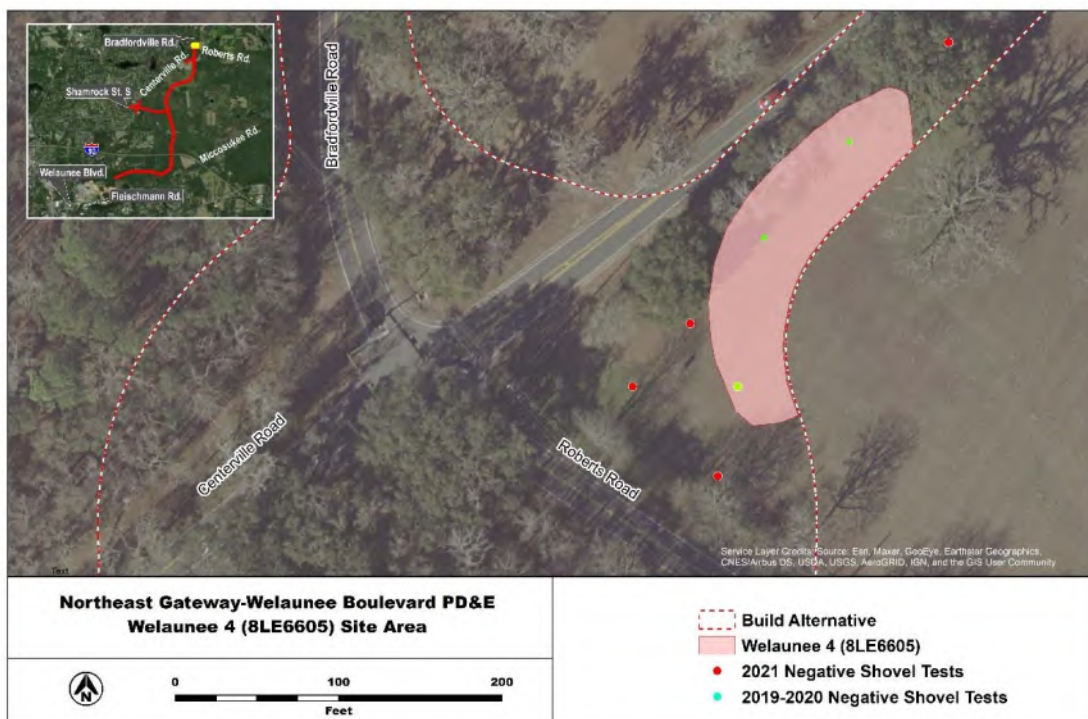 Bradfordville Rd.
Roberts Rd.
Centerville Rd.
Shamrock St. S
Miccosukee Rd.
Welaunee Blvd.
Fleischmann Rd.
Bradfordville Road
Centerville Road
Roberts Road
Service Layer Credits: Source: Esri, Maxar, GeoEye, Earthstar Geographics,
CNES/Airbus DS, USDA, USGS, AeroGRID, IGN, and the GIS User Community
Text
Northeast Gateway-Welaunee Boulevard PD&E
Welaunee 4 (8LE6605) Site Area
N
0 100 200
Feet
Build Alternative
Welaunee 4 (8LE6605)
2021 Negative Shovel Tests
2019-2020 Negative Shovel Tests